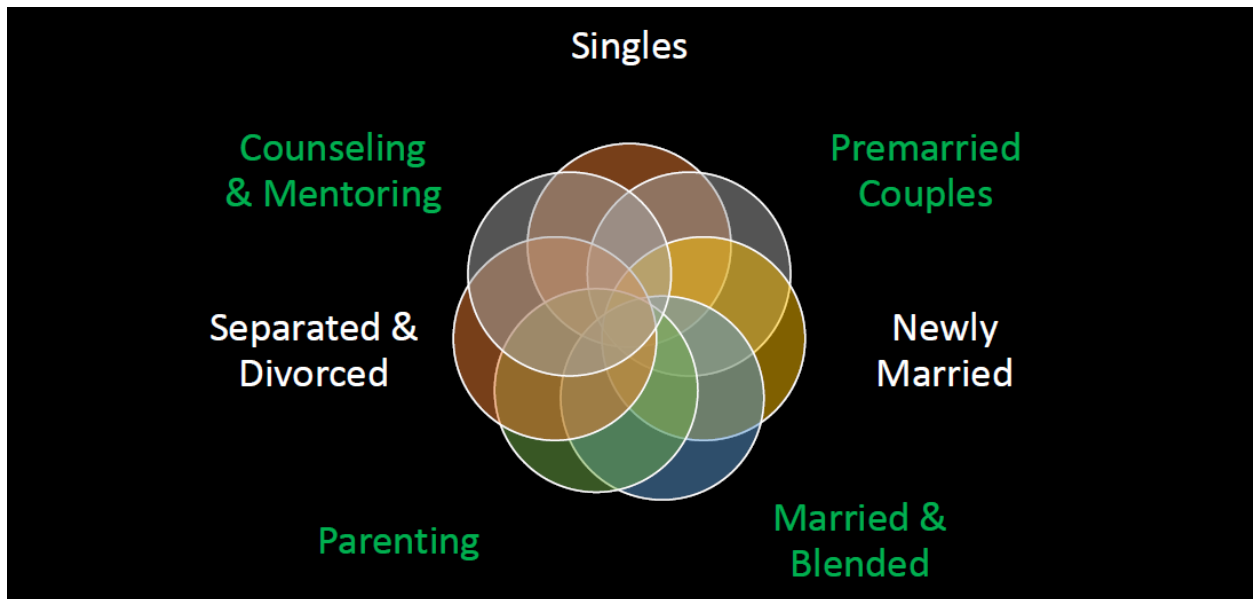 Singles
Counseling
& Mentoring
Premarried
Couples
Separated &
Divorced
Newly
Married
Parenting
Married &
Blended